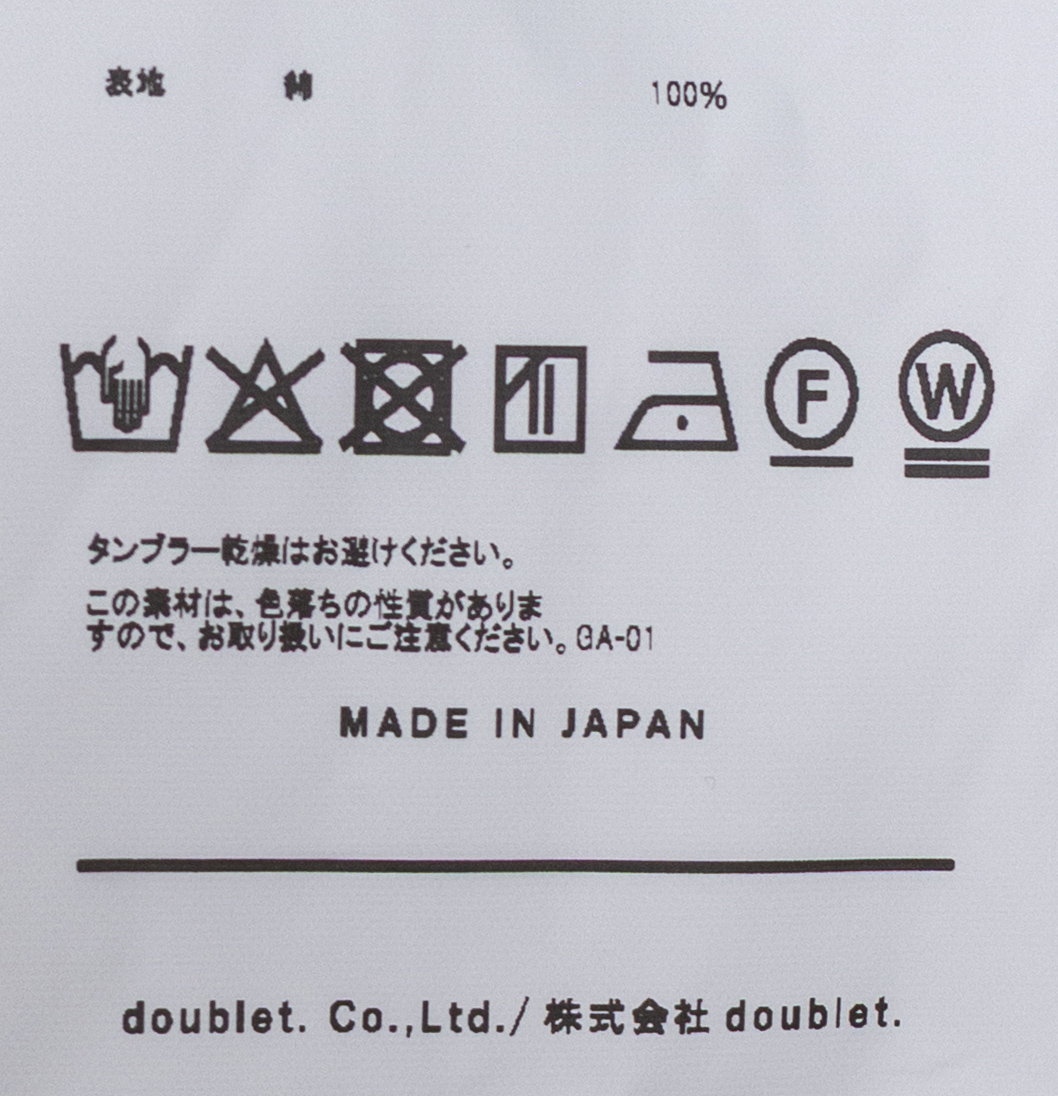 表地 綿 100%
F W
タンブラー乾燥はお避けください。
この素材は、色落ちの性質がありま
すので、お取り扱いにご注意ください。GA-01
MADE IN JAPAN
doublet. Co.,Ltd./株式会社 doublet.